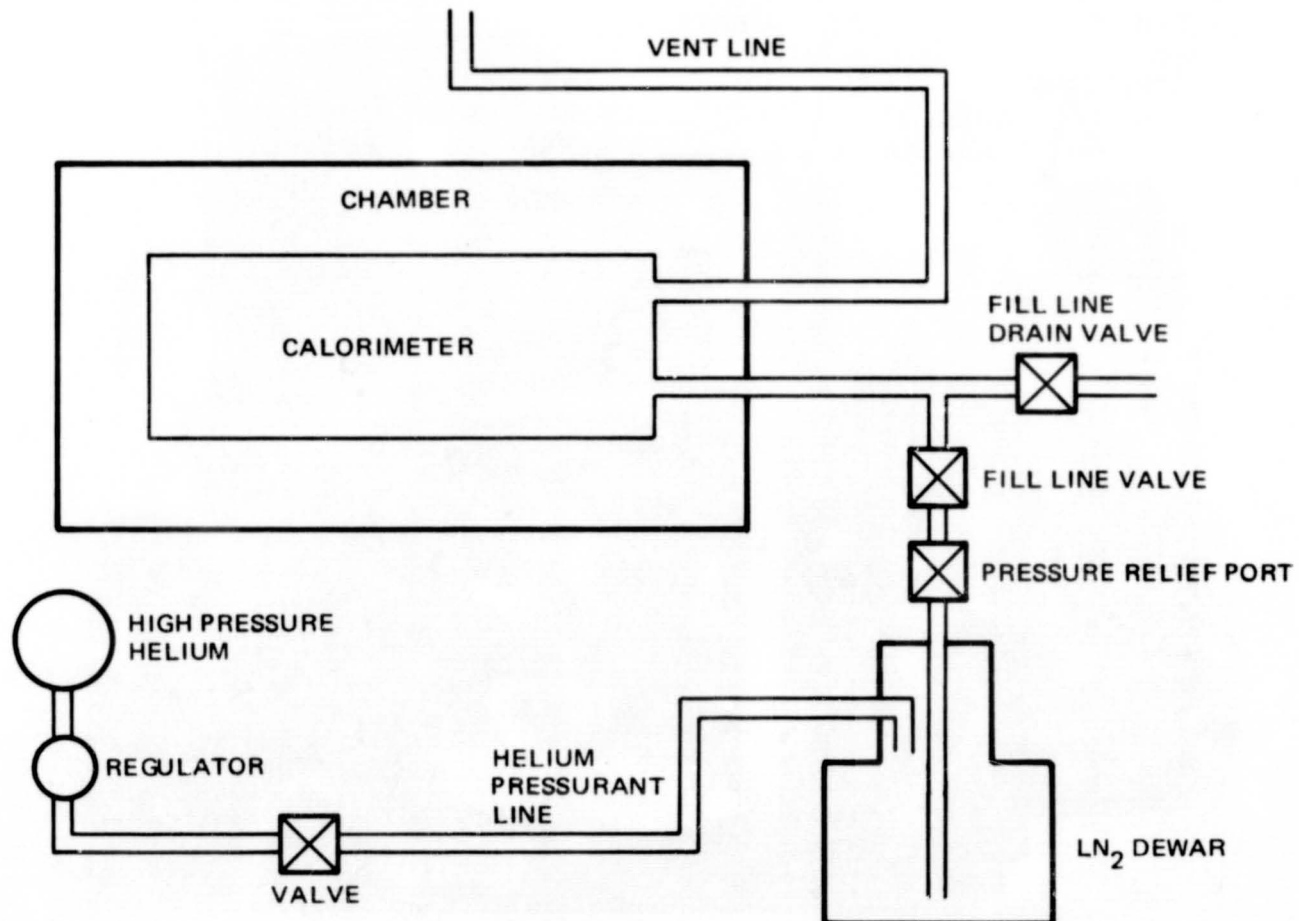 VENT LINE
CHAMBER
CALORIMETER
FILL LINE
DRAIN VALVE
FILL LINE VALVE
PRESSURE RELIEF PORT
HIGH PRESSURE
HELIUM
REGULATOR
HELIUM
PRESSURANT
LINE
VALVE
LN₂ DEWAR